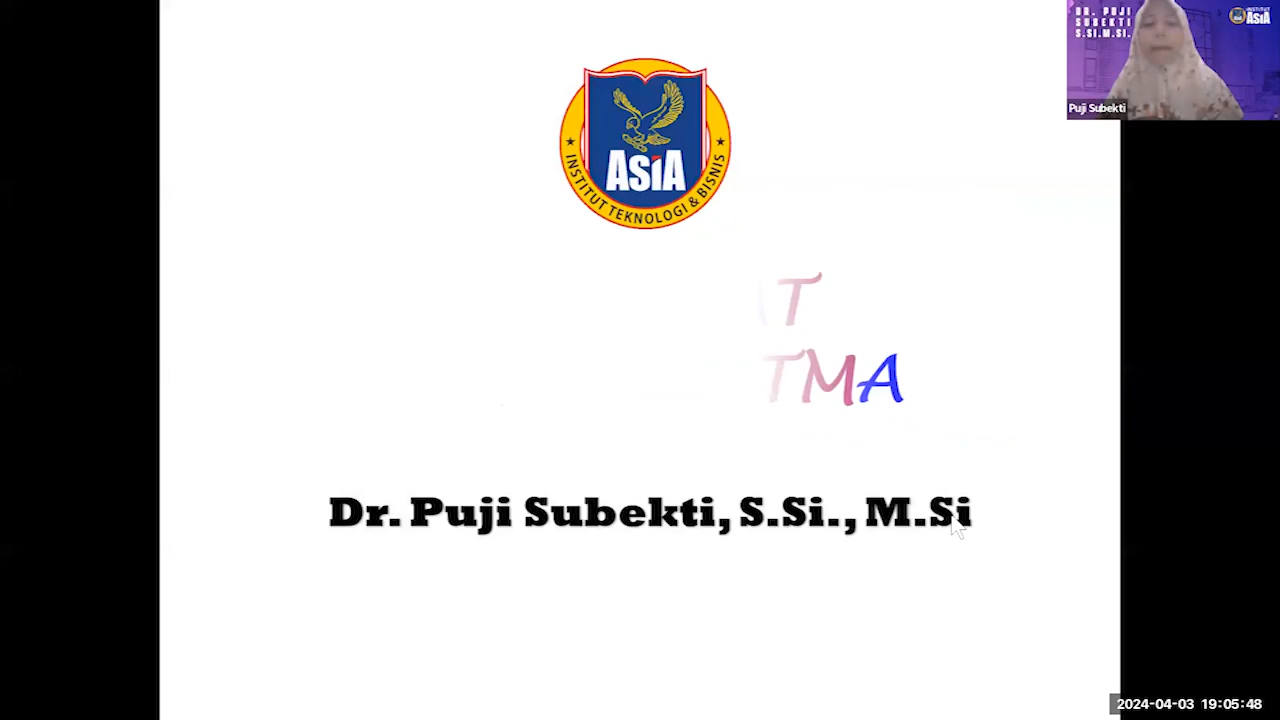 ASiA
INSTITUT TEKNOLOGI & BISNIS
T
TMA
Dr. Puji Subekti, S.Si., M.Si
DR. PUJI
SUBEKTI
S.SI.M.SI.
INSTITUT
ASiA
Puji Subekti
2024-04-03 19:05:48